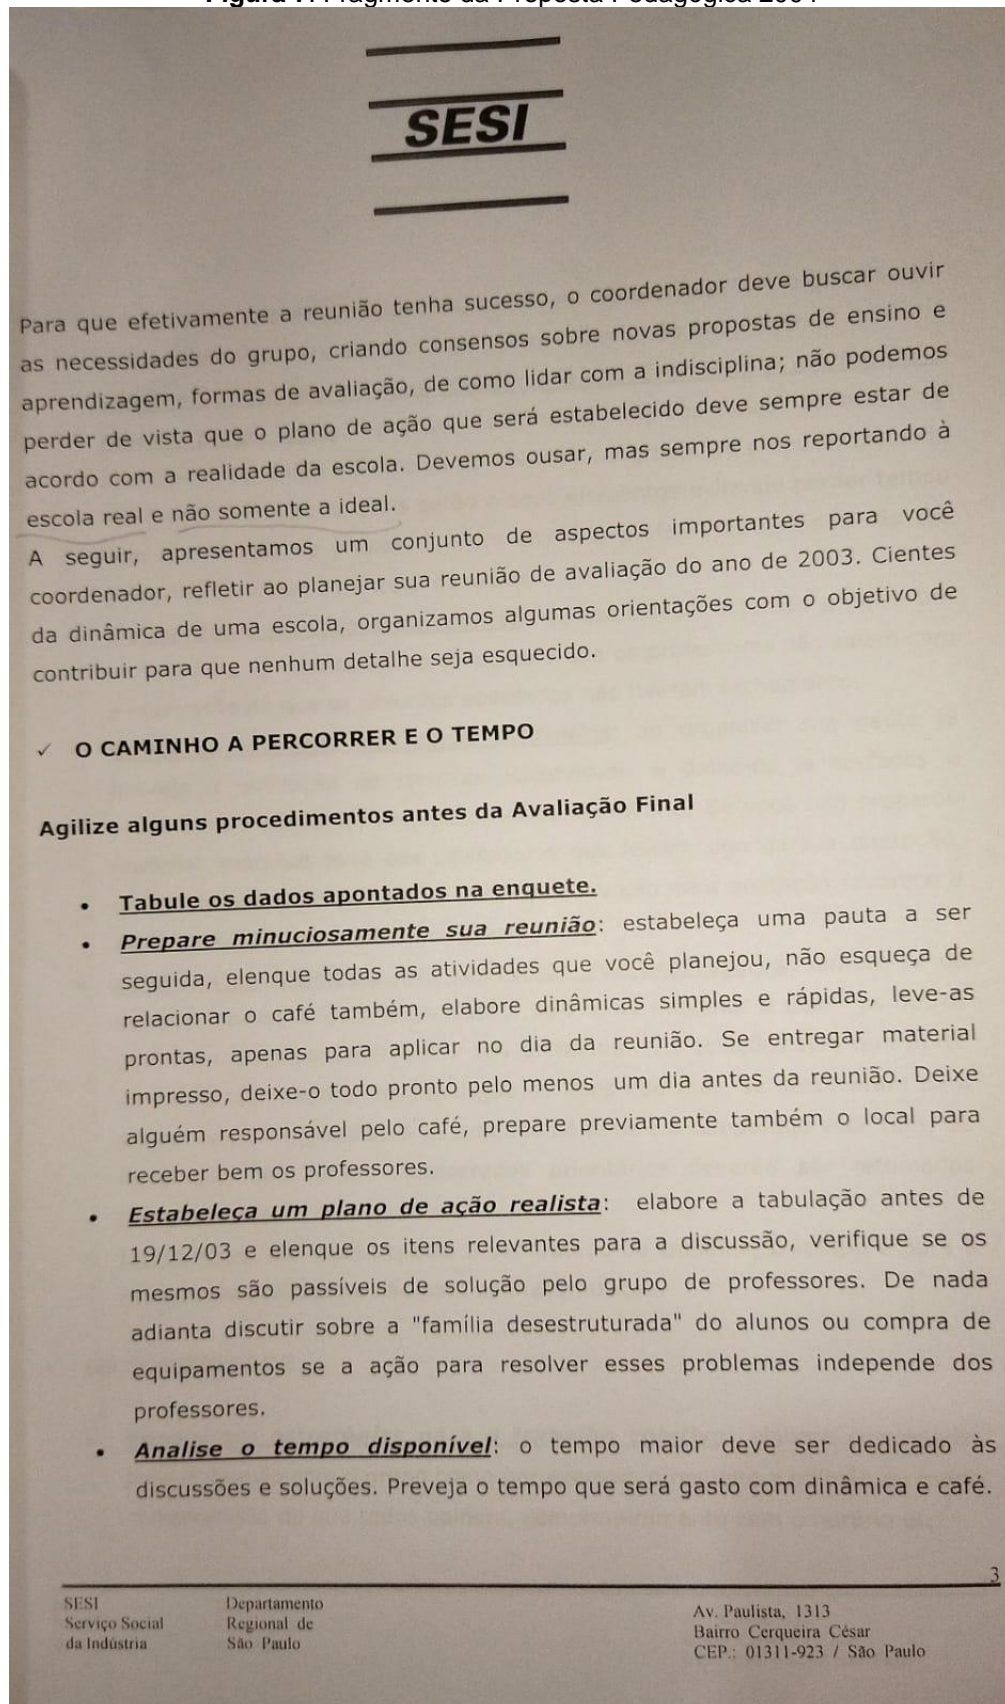 SESI
Para que efetivamente a reunião tenha sucesso, o coordenador deve buscar ouvir
as necessidades do grupo, criando consensos sobre novas propostas de ensino e
aprendizagem, formas de avaliação, de como lidar com a indisciplina; não podemos
perder de vista que o plano de ação que será estabelecido deve sempre estar de
acordo com a realidade da escola. Devemos ousar, mas sempre nos reportando à
escola real e não somente a ideal.
A seguir, apresentamos um conjunto de aspectos importantes para você
coordenador, refletir ao planejar sua reunião de avaliação do ano de 2003. Cientes
da dinâmica de uma escola, organizamos algumas orientações com o objetivo de
contribuir para que nenhum detalhe seja esquecido.
✓ O CAMINHO A PERCORRER E O TEMPO
Agilize alguns procedimentos antes da Avaliação Final
• Tabule os dados apontados na enquete.
• Prepare minuciosamente sua reunião: estabeleça uma pauta a ser
seguida, elenque todas as atividades que você planejou, não esqueça de
relacionar o café também, elabore dinâmicas simples e rápidas, leve-as
prontas, apenas para aplicar no dia da reunião. Se entregar material
impresso, deixe-o todo pronto pelo menos um dia antes da reunião. Deixe
alguém responsável pelo café, prepare previamente também o local para
receber bem os professores.
• Estabeleça um plano de ação realista: elabore a tabulação antes de
19/12/03 e elenque os itens relevantes para a discussão, verifique se os
mesmos são passíveis de solução pelo grupo de professores. De nada
adianta discutir sobre a "família desestruturada" do alunos ou compra de
equipamentos se a ação para resolver esses problemas independe dos
professores.
• Analise o tempo disponível: o tempo maior deve ser dedicado às
discussões e soluções. Preveja o tempo que será gasto com dinâmica e café.
3
SESI
Serviço Social
da Indústria
Departamento
Regional de
São Paulo
Av. Paulista, 1313
Bairro Cerqueira César
CEP.: 01311-923 / São Paulo